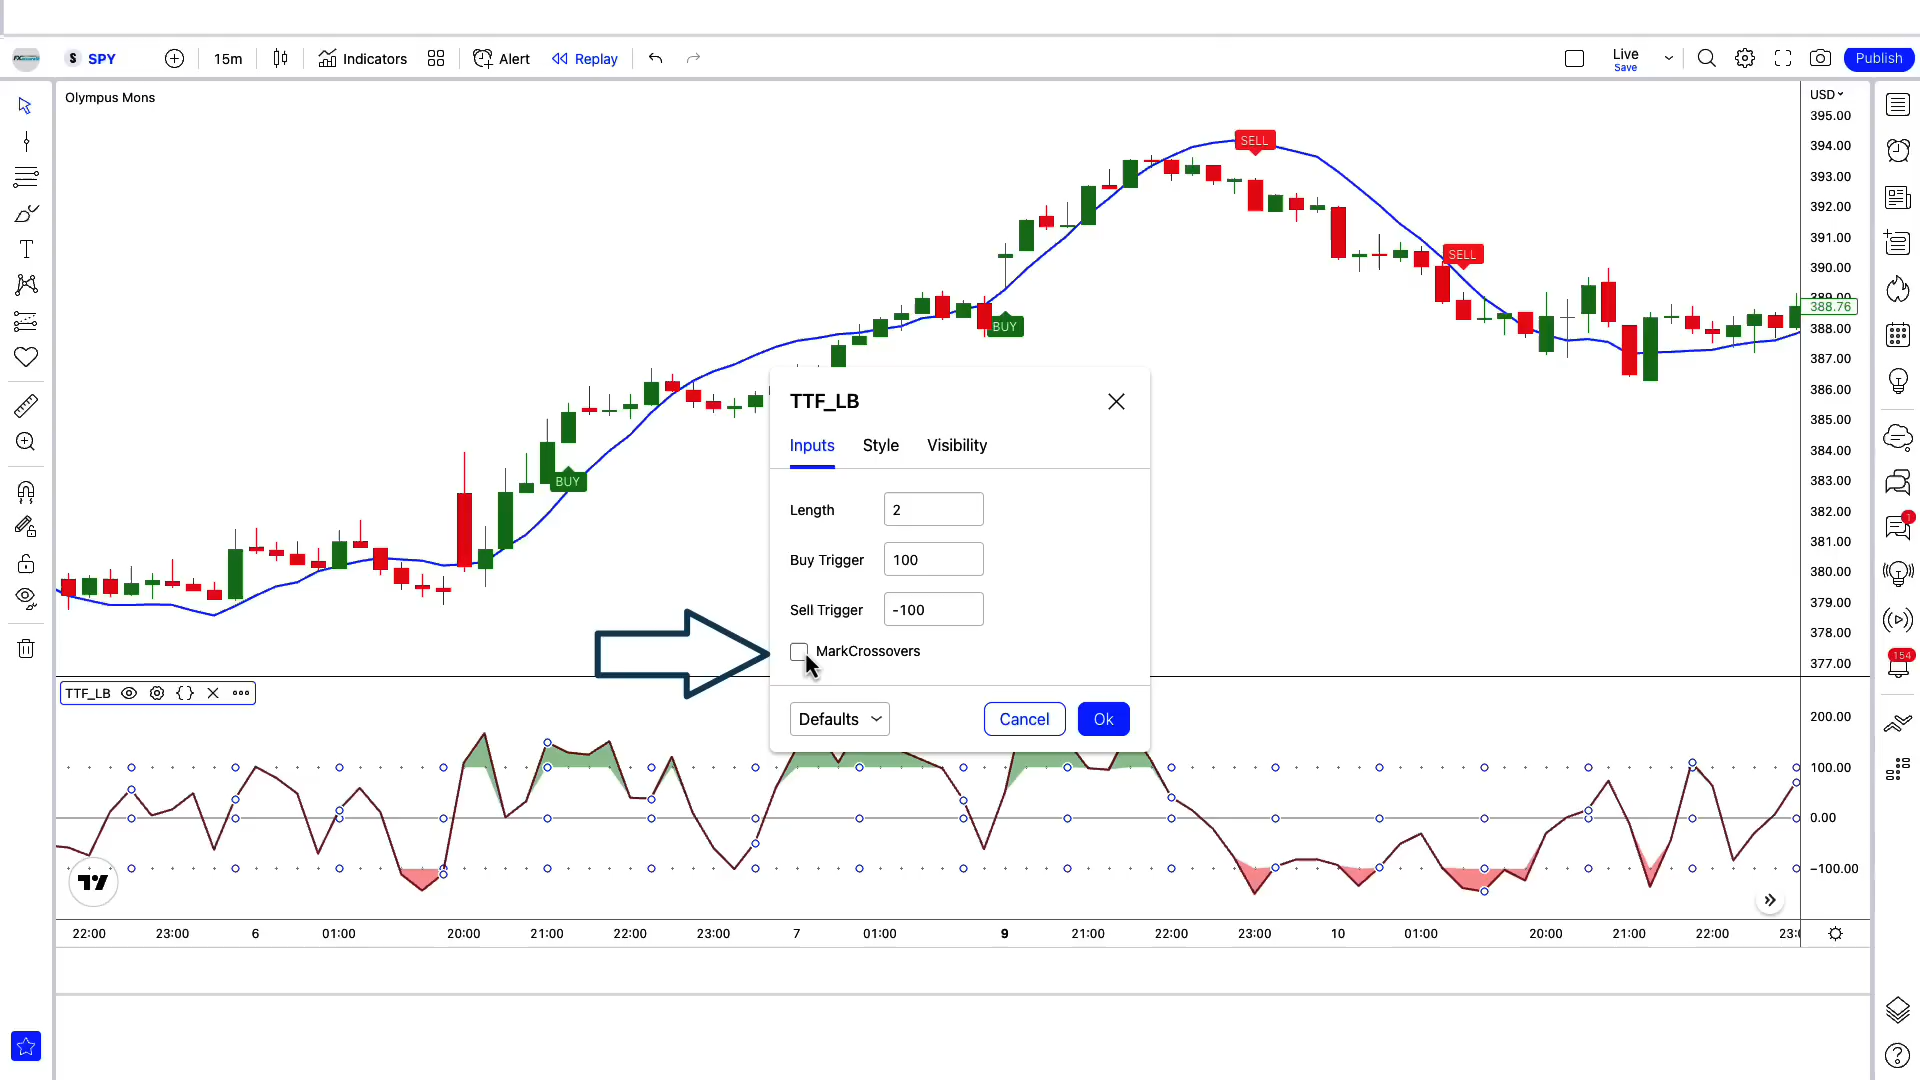 SPY
15m
Indicators
Alert
Replay
Live
Save
Publish
Olympus Mons
USD
395.00
394.00
393.00
392.00
391.00
390.00
389.00
388.76
388.00
387.00
386.00
385.00
384.00
383.00
382.00
381.00
380.00
379.00
378.00
377.00
SELL
SELL
BUY
BUY
TTF_LB
Inputs
Style
Visibility
Length
2
Buy Trigger
100
Sell Trigger
-100
MarkCrossovers
Defaults
Cancel
Ok
TTF_LB
200.00
100.00
0.00
−100.00
22:00
23:00
6
01:00
20:00
21:00
22:00
23:00
7
01:00
9
21:00
22:00
23:00
10
01:00
20:00
21:00
22:00
1
154